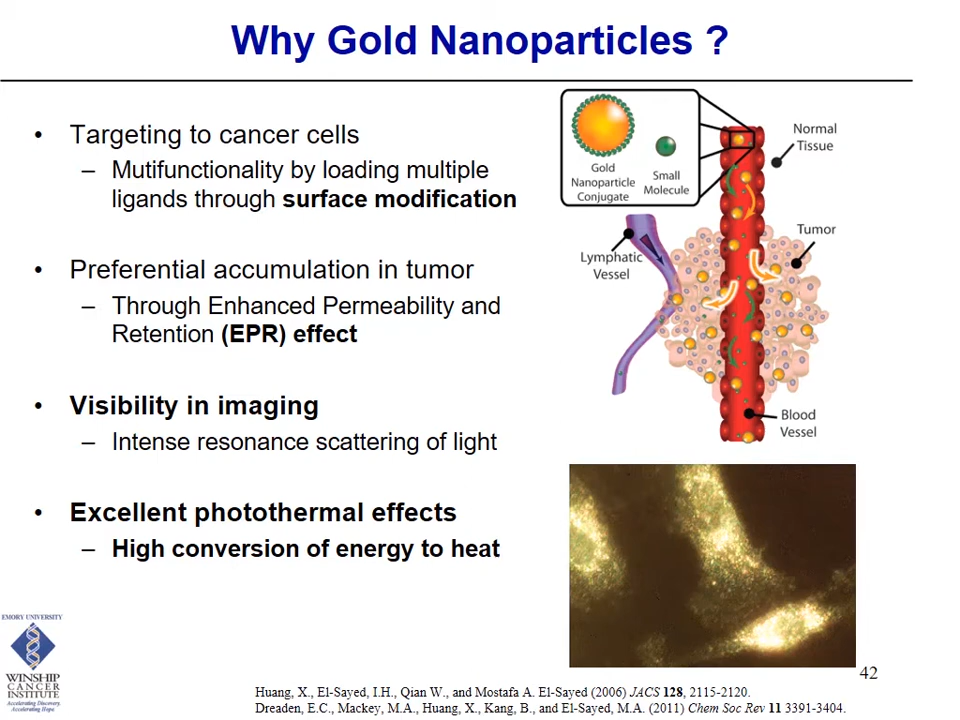 Why Gold Nanoparticles ?
• Targeting to cancer cells
– Mutifunctionality by loading multiple
ligands through surface modification
• Preferential accumulation in tumor
– Through Enhanced Permeability and
Retention (EPR) effect
• Visibility in imaging
– Intense resonance scattering of light
• Excellent photothermal effects
– High conversion of energy to heat
Gold
Nanoparticle
Conjugate
Small
Molecule
Normal
Tissue
Lymphatic
Vessel
Tumor
Blood
Vessel
EMORY UNIVERSITY
WINSHIP
CANCER
INSTITUTE
Accelerating Discovery.
Accelerating Hope.
42
Huang, X., El-Sayed, I.H., Qian W., and Mostafa A. El-Sayed (2006) JACS 128, 2115-2120.
Dreaden, E.C., Mackey, M.A., Huang, X., Kang, B., and El-Sayed, M.A. (2011) Chem Soc Rev 11 3391-3404.